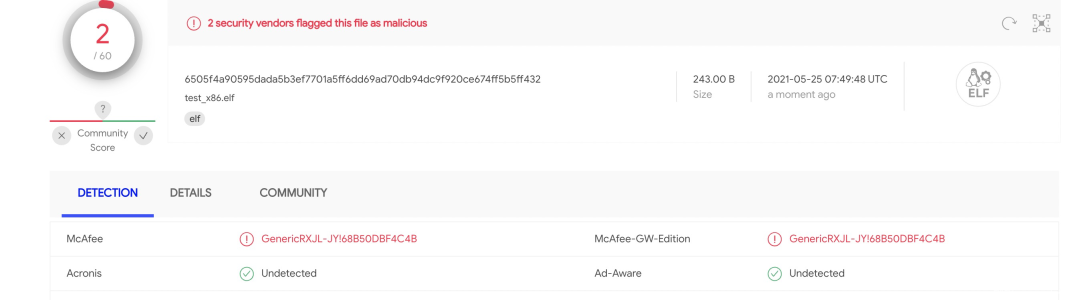 2
/ 60
?
Community
Score
2 security vendors flagged this file as malicious
6505f4a90595dada5b3ef7701a5ff6dd69ad70db94dc9f920ce674ff5b5ff432
test_x86.elf
elf
243.00 B
Size
2021-05-25 07:49:48 UTC
a moment ago
ELF
DETECTION DETAILS COMMUNITY
McAfee GenericRXJL-JY!68B50DBF4C4B McAfee-GW-Edition GenericRXJL-JY!68B50DBF4C4B
Acronis Undetected Ad-Aware Undetected